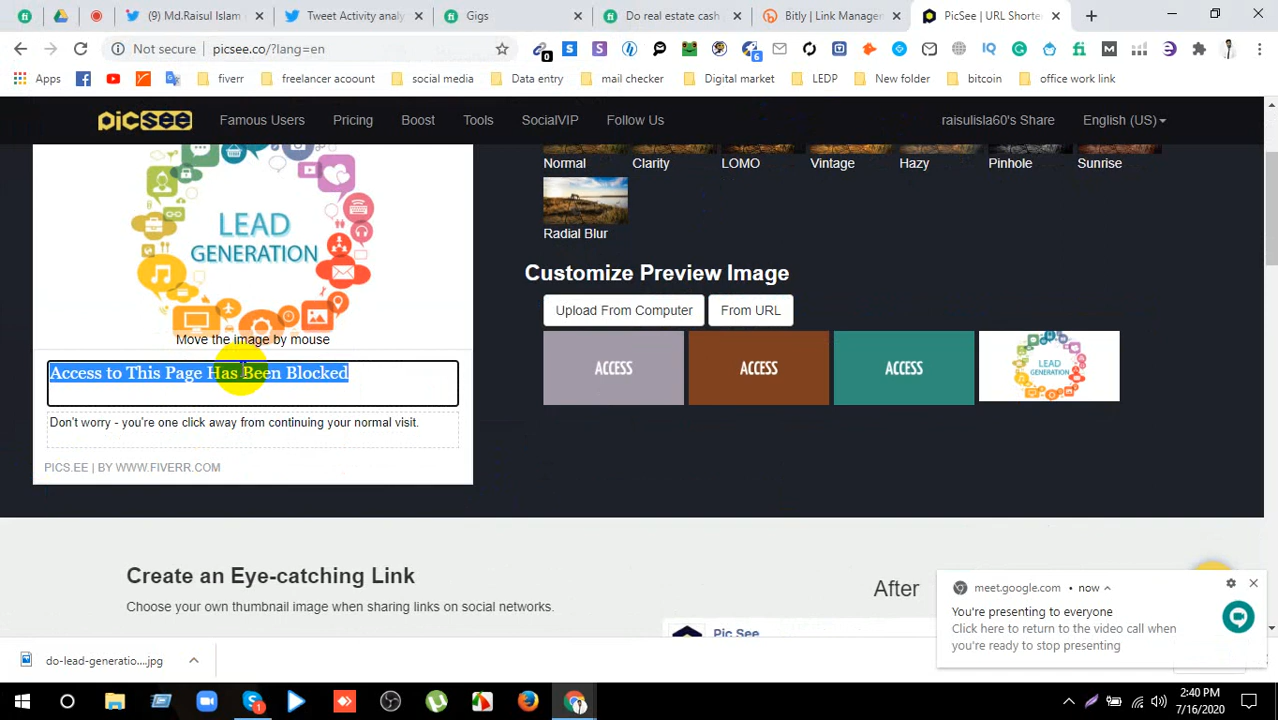 (9) Md.Raisul Islam
Tweet Activity analy
Gigs
Do real estate cash
Bitly | Link Manager
PicSee | URL Shorte
Not secure
picsee.co/?lang=en
0
6
Apps
fiverr
freelancer acoount
social media
Data entry
mail checker
Digital market
LEDP
New folder
bitcoin
office work link
picsee
Famous Users
Pricing
Boost
Tools
SocialVIP
Follow Us
raisulisla60's Share
English (US)
Normal
Clarity
LOMO
Vintage
Hazy
Pinhole
Sunrise
Radial Blur
LEAD
GENERATION
Move the image by mouse
Customize Preview Image
Upload From Computer
From URL
ACCESS
ACCESS
ACCESS
LEAD
GENERATION
Access to This Page Has Been Blocked
Don't worry - you're one click away from continuing your normal visit.
PICS.EE | BY WWW.FIVERR.COM
Create an Eye-catching Link
Choose your own thumbnail image when sharing links on social networks.
After
Pic See
meet.google.com • now
You're presenting to everyone
Click here to return to the video call when
you're ready to stop presenting
do-lead-generatio....jpg
2:40 PM
7/16/2020